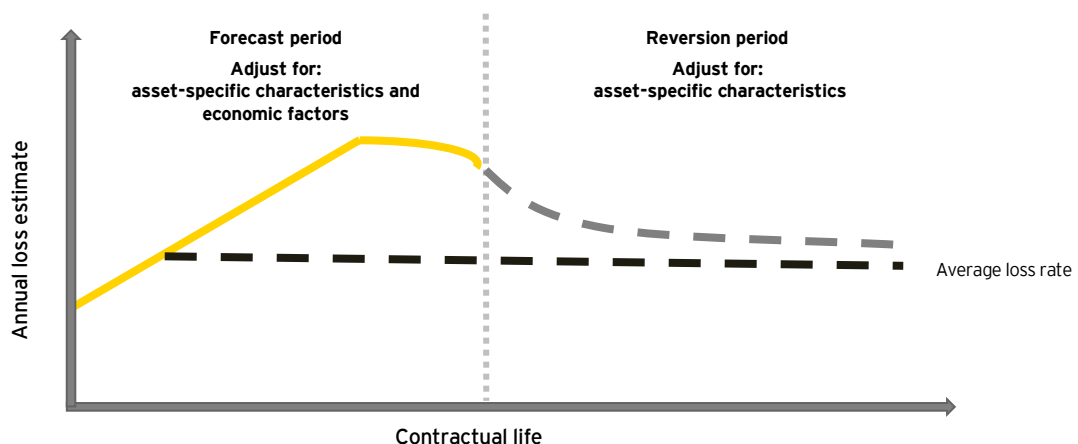 Forecast period
Adjust for:
asset-specific characteristics and
economic factors
Reversion period
Adjust for:
asset-specific characteristics
Annual loss estimate
Average loss rate
Contractual life